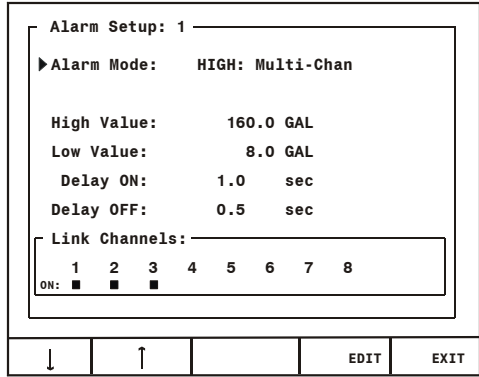 Alarm Setup: 1
Alarm Mode: HIGH: Multi-Chan
High Value: 160.0 GAL
Low Value: 8.0 GAL
Delay ON: 1.0 sec
Delay OFF: 0.5 sec
Link Channels:
1 2 3 4 5 6 7 8
ON: ■ ■ ■
↓ ↑ EDIT EXIT